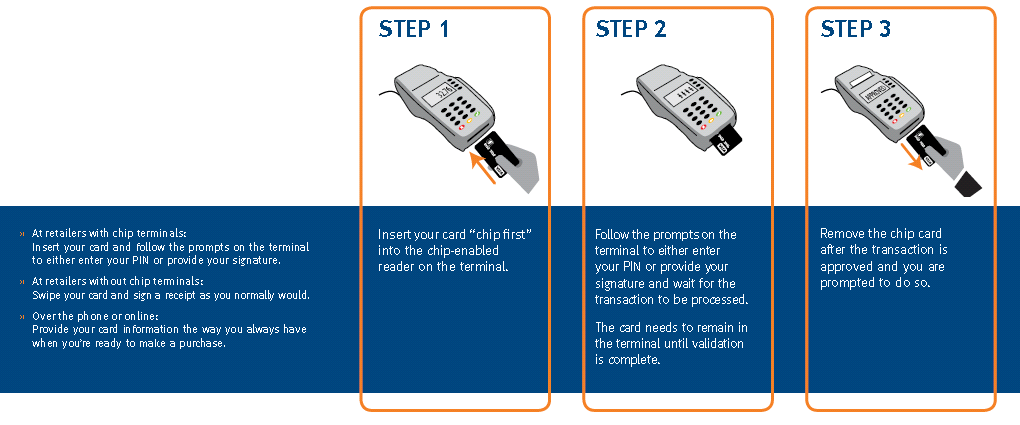 STEP 1
STEP 2
STEP 3
32.76
****
APPROVED
» At retailers with chip terminals:
Insert your card and follow the prompts on the terminal
to either enter your PIN or provide your signature.
» At retailers without chip terminals:
Swipe your card and sign a receipt as you normally would.
» Over the phone or online:
Provide your card information the way you always have
when you're ready to make a purchase.
Insert your card “chip first”
into the chip-enabled
reader on the terminal.
Follow the prompts on the
terminal to either enter
your PIN or provide your
signature and wait for the
transaction to be processed.
The card needs to remain in
the terminal until validation
is complete.
Remove the chip card
after the transaction is
approved and you are
prompted to do so.